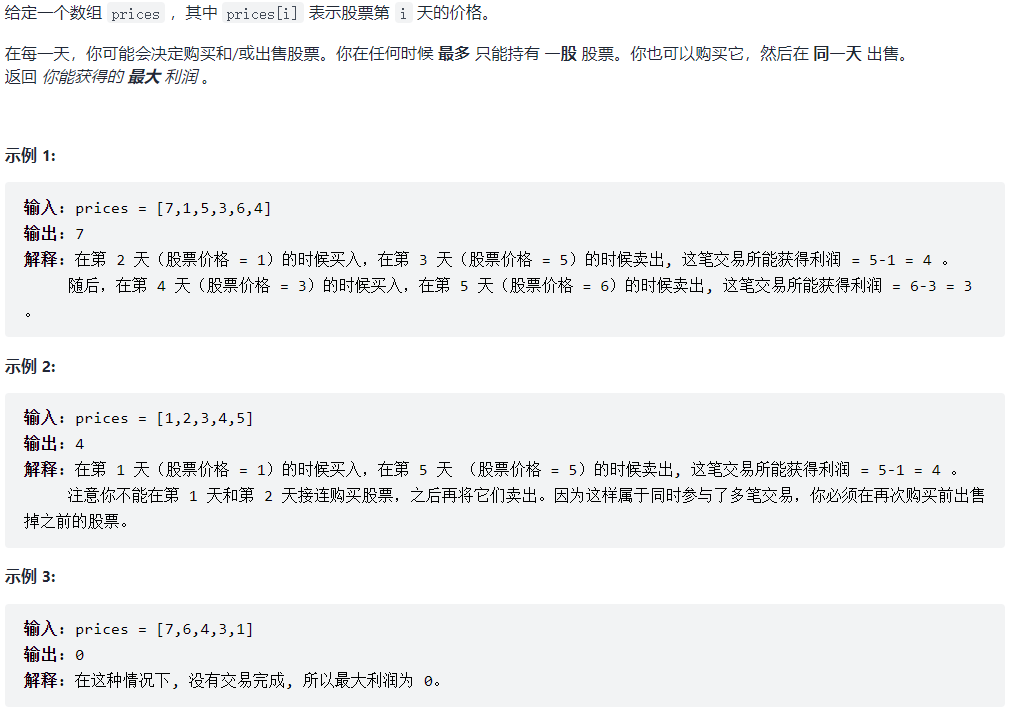 给定一个数组 prices ，其中 prices[i] 表示股票第 i 天的价格。
在每一天，你可能会决定购买和/或出售股票。你在任何时候 最多 只能持有 一股 股票。你也可以购买它，然后在 同一天 出售。
返回 你能获得的 最大 利润 。
示例 1:
输入: prices = [7,1,5,3,6,4]
输出: 7
解释: 在第 2 天（股票价格 = 1）的时候买入，在第 3 天（股票价格 = 5）的时候卖出, 这笔交易所能获得利润 = 5-1 = 4 。
随后，在第 4 天（股票价格 = 3）的时候买入，在第 5 天（股票价格 = 6）的时候卖出, 这笔交易所能获得利润 = 6-3 = 3
。
示例 2:
输入: prices = [1,2,3,4,5]
输出: 4
解释: 在第 1 天（股票价格 = 1）的时候买入，在第 5 天 （股票价格 = 5）的时候卖出, 这笔交易所能获得利润 = 5-1 = 4 。
注意你不能在第 1 天和第 2 天接连购买股票，之后再将它们卖出。因为这样属于同时参与了多笔交易，你必须在再次购买前出售
掉之前的股票。
示例 3:
输入: prices = [7,6,4,3,1]
输出: 0
解释: 在这种情况下, 没有交易完成, 所以最大利润为 0。